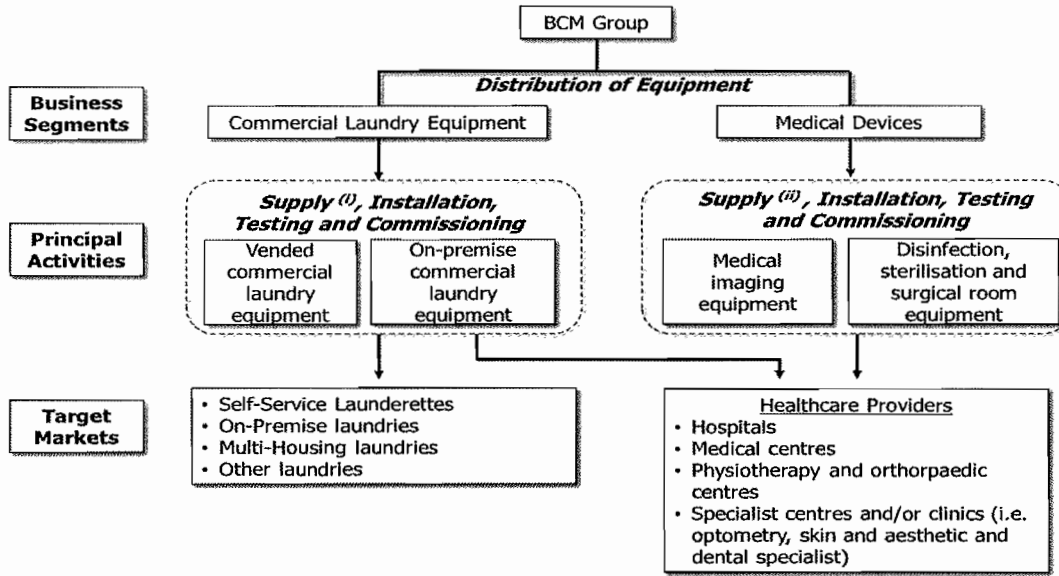 BCM Group
Distribution of Equipment
Business
Segments
Commercial Laundry Equipment
Medical Devices
Supply (i), Installation,
Testing and Commissioning
Supply (ii), Installation, Testing
and Commissioning
Principal
Activities
Vended
commercial
laundry
equipment
On-premise
commercial
laundry
equipment
Medical
imaging
equipment
Disinfection,
sterilisation and
surgical room
equipment
Target
Markets
• Self-Service Launderettes
• On-Premise laundries
• Multi-Housing laundries
• Other laundries
Healthcare Providers
• Hospitals
• Medical centres
• Physiotherapy and orthorpaedic
centres
• Specialist centres and/or clinics (i.e.
optometry, skin and aesthetic and
dental specialist)